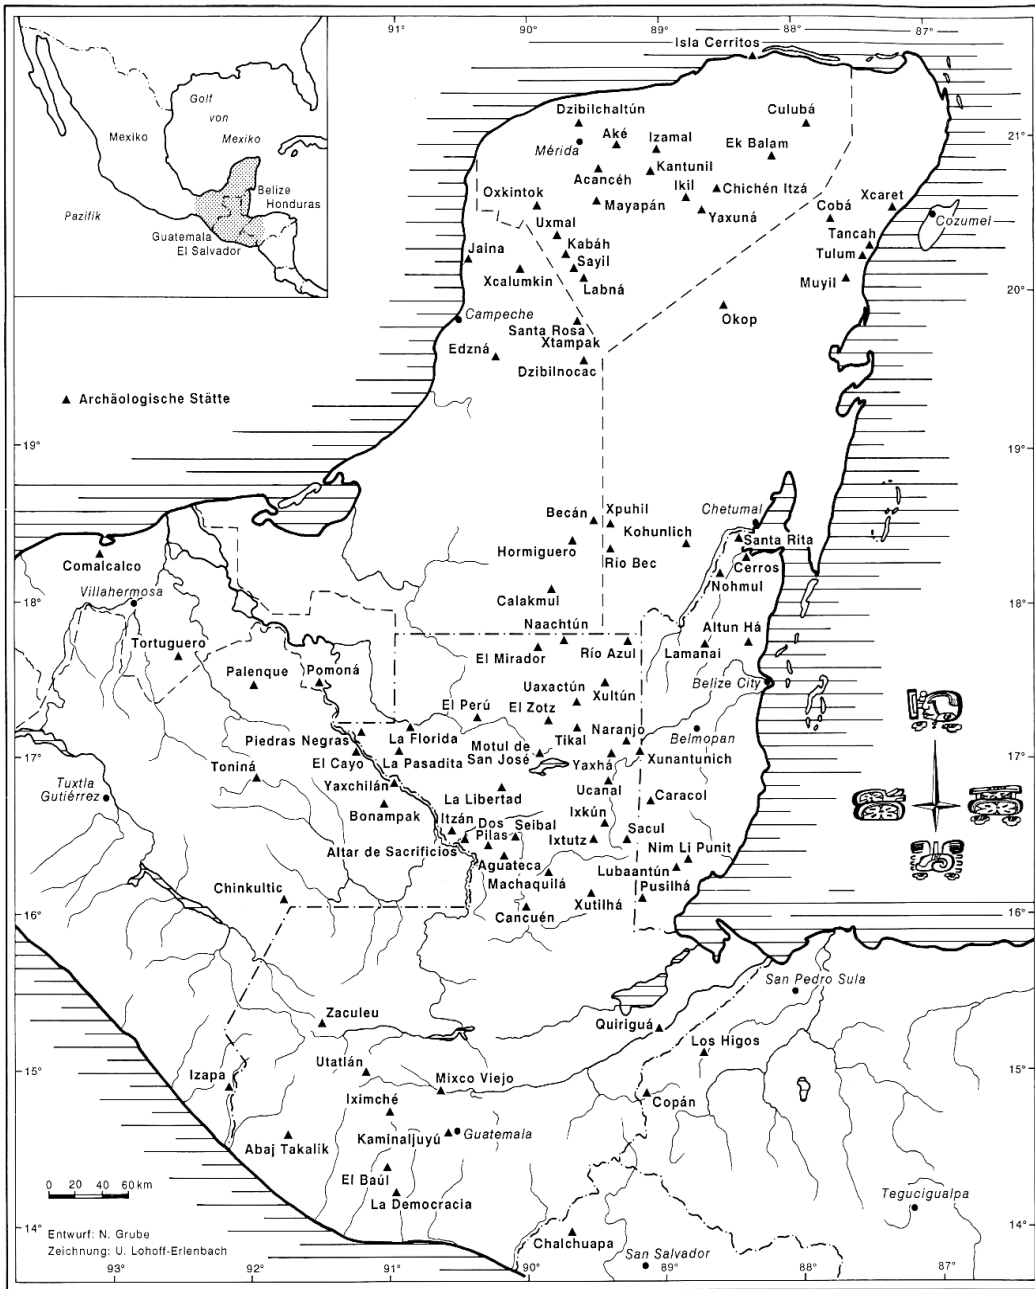 91°
90°
89°
88°
87°
Golf
von
Mexiko
Mexiko
Belize
Honduras
Pazifik
Guatemala
El Salvador
Isla Cerritos
Dzibilchaltún
Culubá
Aké
Izamal
21°
Mérida
Ek Balam
Kantunil
Acancéh
Ikil
Chichén Itzá
Oxkintok
Mayapán
Xcaret
Yaxuná
Cobá
Cozumel
Uxmal
Tancah
Jaina
Kabáh
Sayil
Tulum
Xcalumkin
Labná
Muyil
20°
Campeche
Okop
Santa Rosa
Xtampak
Edzná
Dzibilnocac
Archäologische Stätte
19°
19°
Becán
Xpuhil
Chetumal
Kohunlich
Santa Rita
Hormiguero
Río Bec
Cerros
Comalcalco
Nohmul
Villahermosa
Calakmul
18°
18°
Naachtún
Altun Há
Tortuguero
El Mirador
Río Azul
Lamanai
Palenque
Pomoná
Uaxactún
Xultún
Belize City
El Perú
El Zotz
Piedras Negras
La Florida
Tikal
Naranjo
Belmopan
El Cayo
La Pasadita
Motul de
San José
Yaxhá
Xunantunich
17°
17°
Toniná
Tuxtla
Gutiérrez
Yaxchilán
La Libertad
Ucanal
Caracol
Bonampak
Itzán
Dos
Pilas
Seibal
Ixkún
Sacul
Altar de Sacrificios
Ixtutz
Nim Li Punit
Aguateca
Lubaantún
Chinkultic
Machaquilá
Pusilhá
Cancuén
Xutilhá
16°
16°
San Pedro Sula
Zaculeu
Quiriguá
Los Higos
Utatlán
15°
15°
Izapa
Mixco Viejo
Copán
Iximché
Abaj Takalik
Kaminaljuyú
Guatemala
El Baúl
La Democracia
Tegucigualpa
0 20 40 60 km
14°
14°
Entwurf: N. Grube
Zeichnung: U. Lohoff-Erlenbach
Chalchuapa
San Salvador
93°
92°
91°
90°
89°
88°
87°